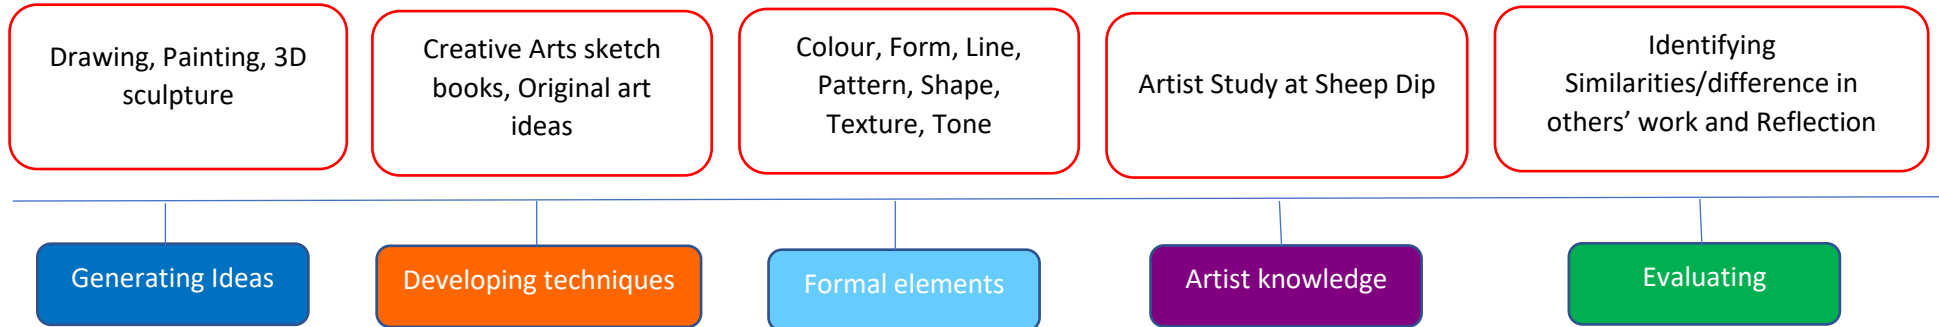 Drawing, Painting, 3D
sculpture
Creative Arts sketch
books, Original art
ideas
Colour, Form, Line,
Pattern, Shape,
Texture, Tone
Artist Study at Sheep Dip
Identifying
Similarities/difference in
others’ work and Reflection
Generating Ideas
Developing techniques
Formal elements
Artist knowledge
Evaluating